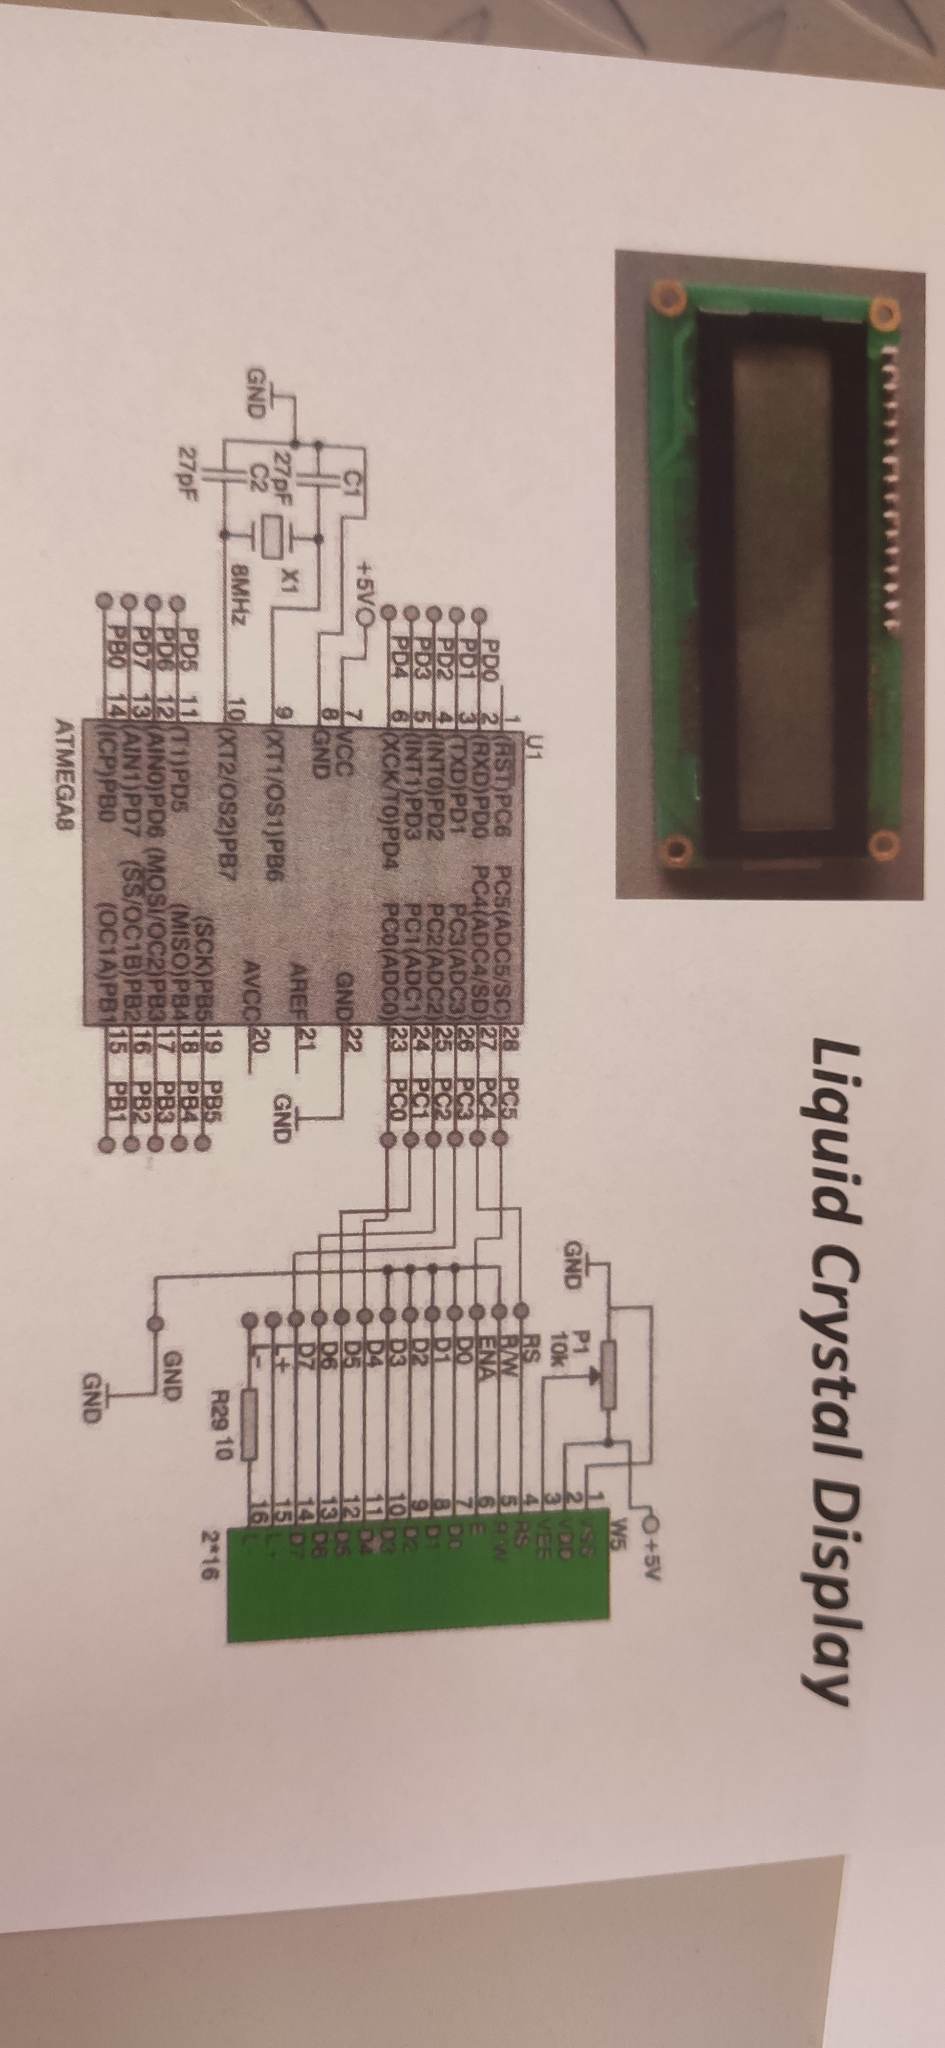 Liquid Crystal Display
+5V
W5
GND
P1
10k
1 VSS
2 VDD
3 VEE
RS 4 RS
R/W 5 R/W
ENA 6 E
D0 7 D0
D1 8 D1
D2 9 D2
D3 10 D3
D4 11 D4
D5 12 D5
D6 13 D6
D7 14 D7
L+ 15 L+
L- 16
R29 10
2*16
GND
GND
U1
1 (RST)PC6 PC5(ADC5/SC) 28 PC5
PD0 2 (RXD)PD0 PC4(ADC4/SD) 27 PC4
PD1 3 (TXD)PD1 PC3(ADC3) 26 PC3
PD2 4 (INT0)PD2 PC2(ADC2) 25 PC2
PD3 5 (INT1)PD3 PC1(ADC1) 24 PC1
PD4 6 (XCK/T0)PD4 PC0(ADC0) 23 PC0
+5V 7 VCC GND 22
8 GND
AREF 21
GND
9 (XT1/OS1)PB6
AVCC 20
10 (XT2/OS2)PB7
C1
27pF
X1
GND
C2
8MHz
27pF
(SCK)PB5 19 PB5
PD5 11 (T1)PD5 (MISO)PB4 18 PB4
PD6 12 (AIN0)PD6 (MOSI/OC2)PB3 17 PB3
PD7 13 (AIN1)PD7 (SS/OC1B)PB2 16 PB2
PB0 14 (ICP)PB0 (OC1A)PB1 15 PB1
ATMEGA8